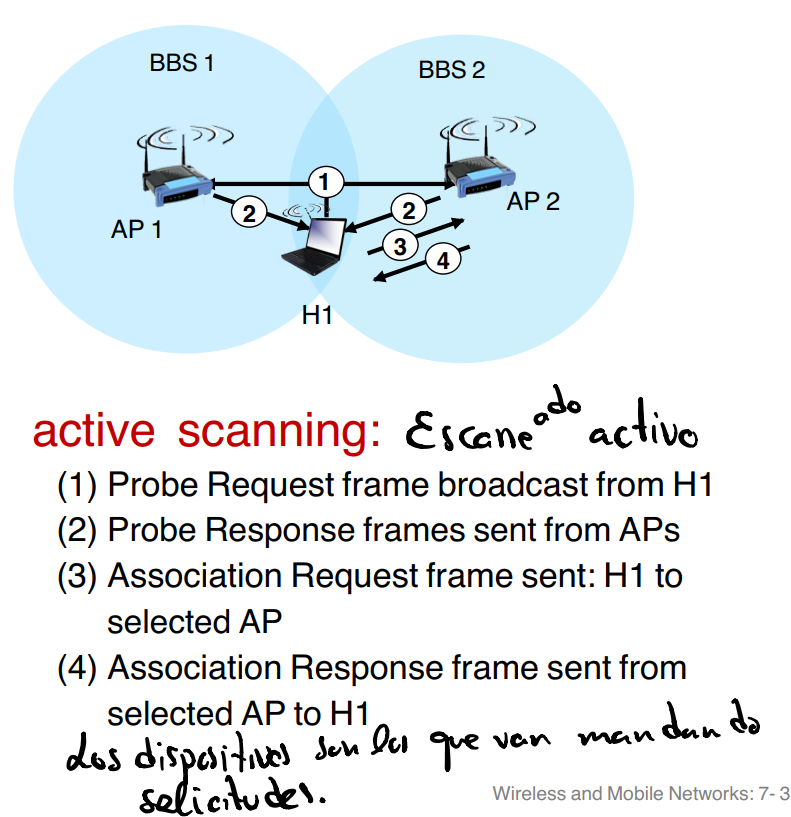 BBS 1
BBS 2
1
2
2
AP 2
AP 1
3
4
H1
active scanning: Escaneado activo
(1) Probe Request frame broadcast from H1
(2) Probe Response frames sent from APs
(3) Association Request frame sent: H1 to
selected AP
(4) Association Response frame sent from
selected AP to H1
Los dispositivos son los que van mandando
solicitudes.
Wireless and Mobile Networks: 7- 3